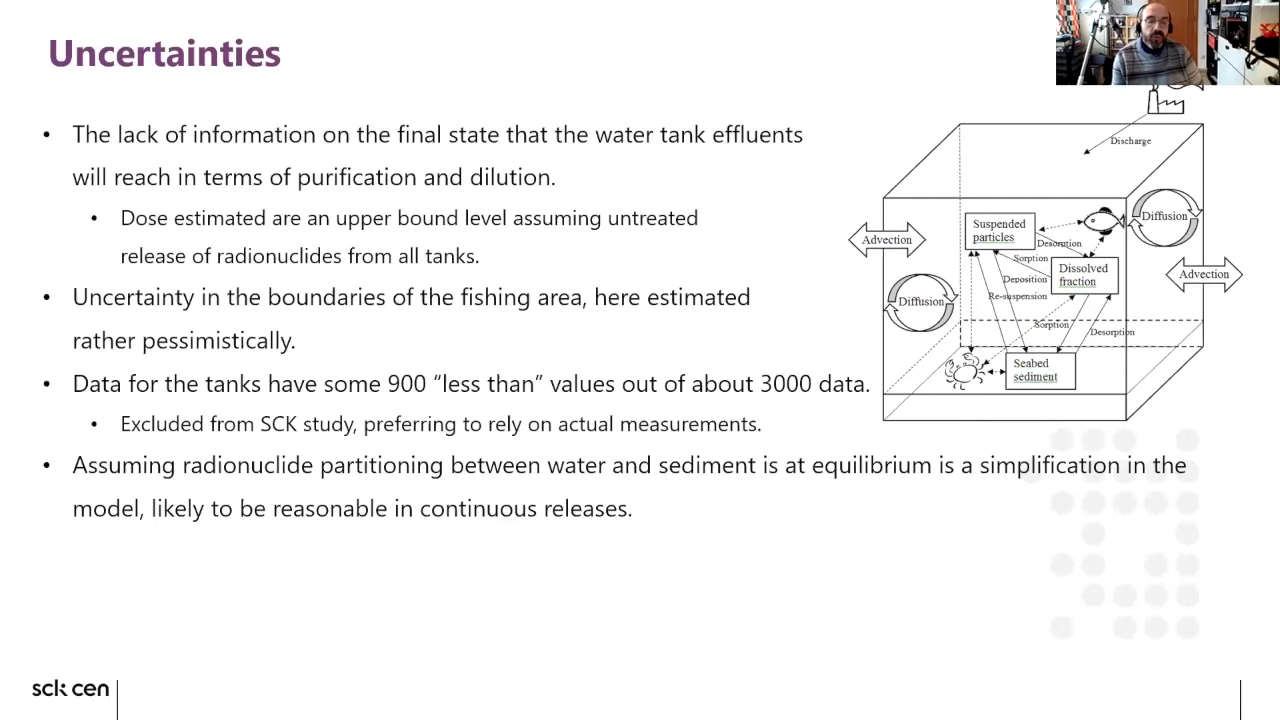 Uncertainties
• The lack of information on the final state that the water tank effluents
will reach in terms of purification and dilution.
• Dose estimated are an upper bound level assuming untreated
release of radionuclides from all tanks.
• Uncertainty in the boundaries of the fishing area, here estimated
rather pessimistically.
• Data for the tanks have some 900 “less than” values out of about 3000 data.
• Excluded from SCK study, preferring to rely on actual measurements.
• Assuming radionuclide partitioning between water and sediment is at equilibrium is a simplification in the
model, likely to be reasonable in continuous releases.
Discharge
Suspended
particles
Diffusion
Advection
Desorption
Sorption
Dissolved
fraction
Advection
Deposition
Re-suspension
Diffusion
Sorption
Desorption
Seabed
sediment
sck cen